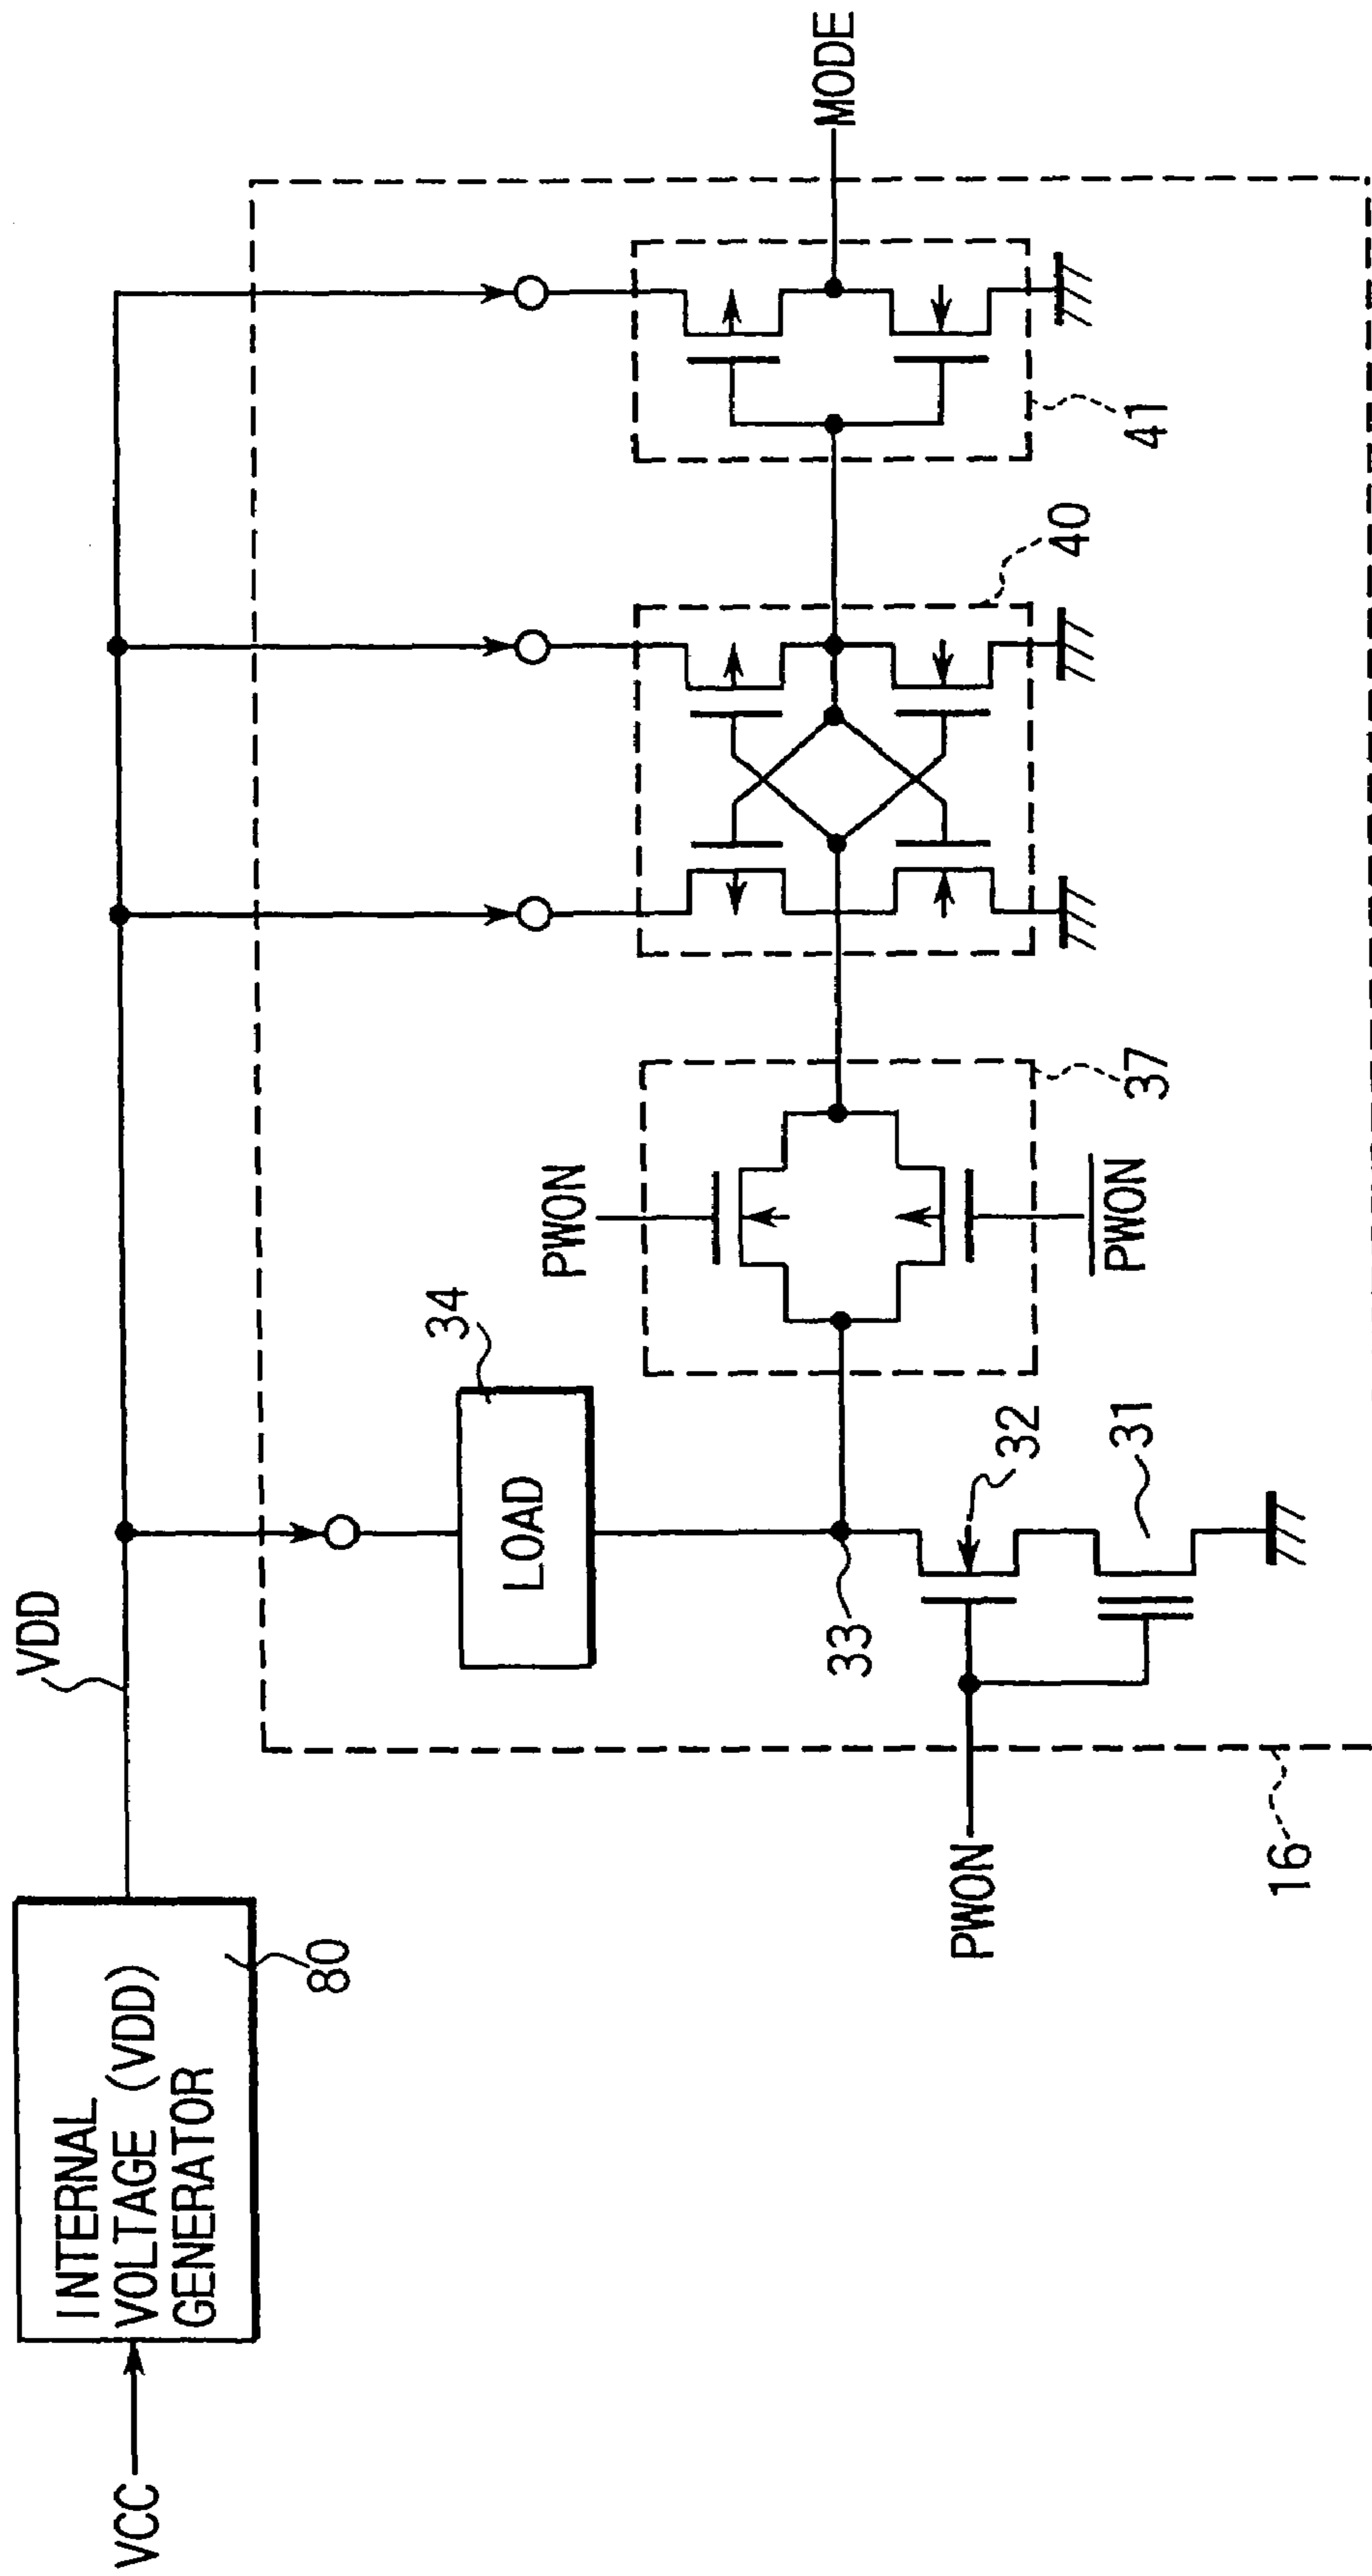 VCC
INTERNAL
VOLTAGE (VDD)
GENERATOR
80
VDD
16
PWON
LOAD
34
33
32
31
PWON
PWON
37
40
41
MODE